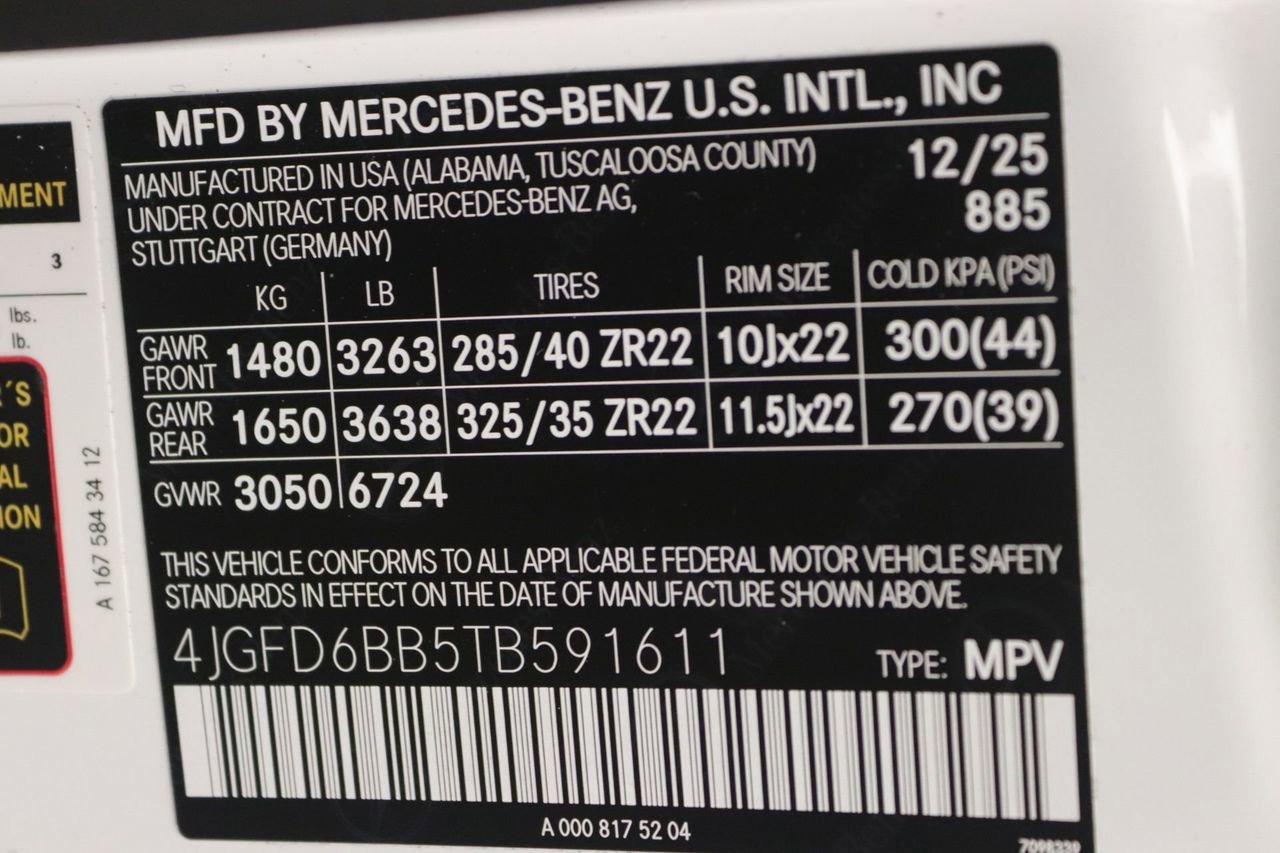 MFD BY MERCEDES-BENZ U.S. INTL., INC
MANUFACTURED IN USA (ALABAMA, TUSCALOOSA COUNTY) 12/25
UNDER CONTRACT FOR MERCEDES-BENZ AG, 885
STUTTGART (GERMANY)
KG LB TIRES RIM SIZE COLD KPA (PSI)
GAWR FRONT 1480 3263 285/40 ZR22 10Jx22 300(44)
GAWR REAR 1650 3638 325/35 ZR22 11.5Jx22 270(39)
GVWR 3050 6724
THIS VEHICLE CONFORMS TO ALL APPLICABLE FEDERAL MOTOR VEHICLE SAFETY
STANDARDS IN EFFECT ON THE DATE OF MANUFACTURE SHOWN ABOVE.
4JGFD6BB5TB591611 TYPE: MPV
A 000 817 52 04
7098339
MENT
3
lbs.
lb.
'S
OR
AL
ION
A 167 584 34 12